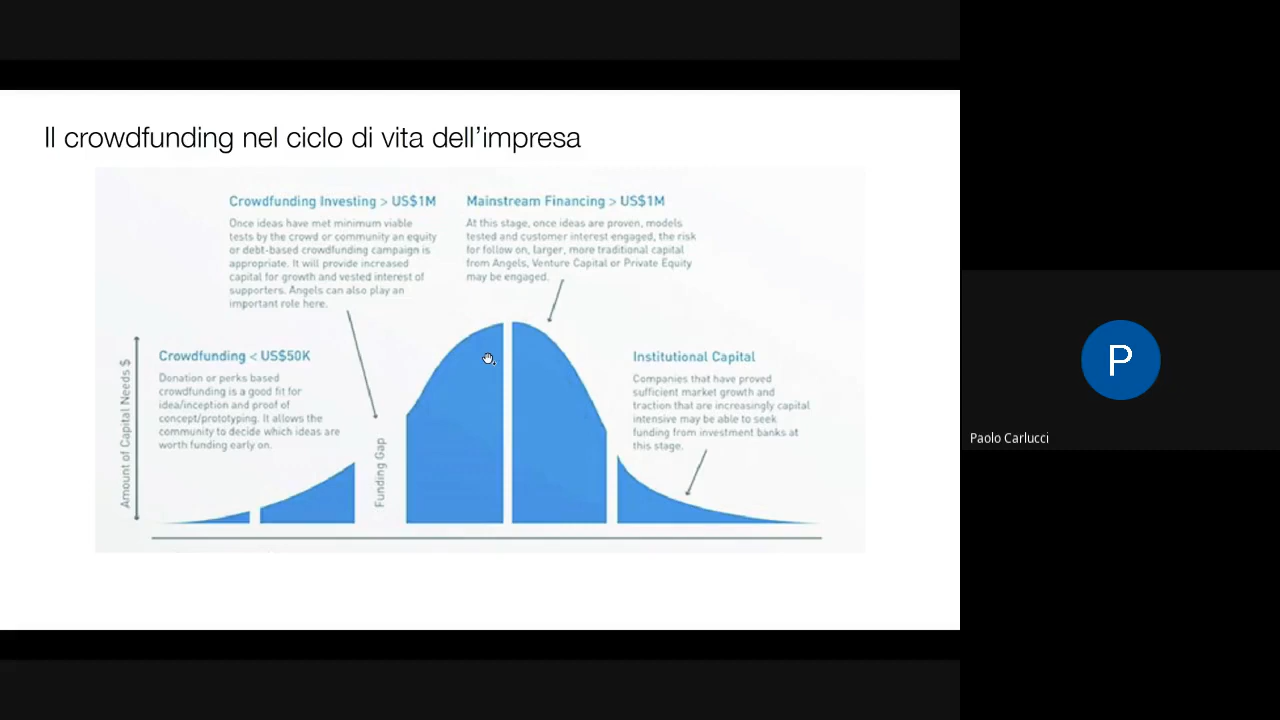 Il crowdfunding nel ciclo di vita dell'impresa
Crowdfunding Investing > US$1M
Once ideas have met minimum viable
tests by the crowd or community an equity
or debt-based crowdfunding campaign is
appropriate. It will provide increased
capital for growth and vested interest of
supporters. Angels can also play an
important role here.
Mainstream Financing > US$1M
At this stage, once ideas are proven, models
tested and customer interest engaged, the risk
for follow on, larger, more traditional capital
from Angels, Venture Capital or Private Equity
may be engaged.
Crowdfunding < US$50K
Donation or perks based
crowdfunding is a good fit for
idea/inception and proof of
concept/prototyping. It allows the
community to decide which ideas are
worth funding early on.
Institutional Capital
Companies that have proved
sufficient market growth and
traction that are increasingly capital
intensive may be able to seek
funding from investment banks at
this stage.
Amount of Capital Needs $
Funding Gap
P
Paolo Carlucci